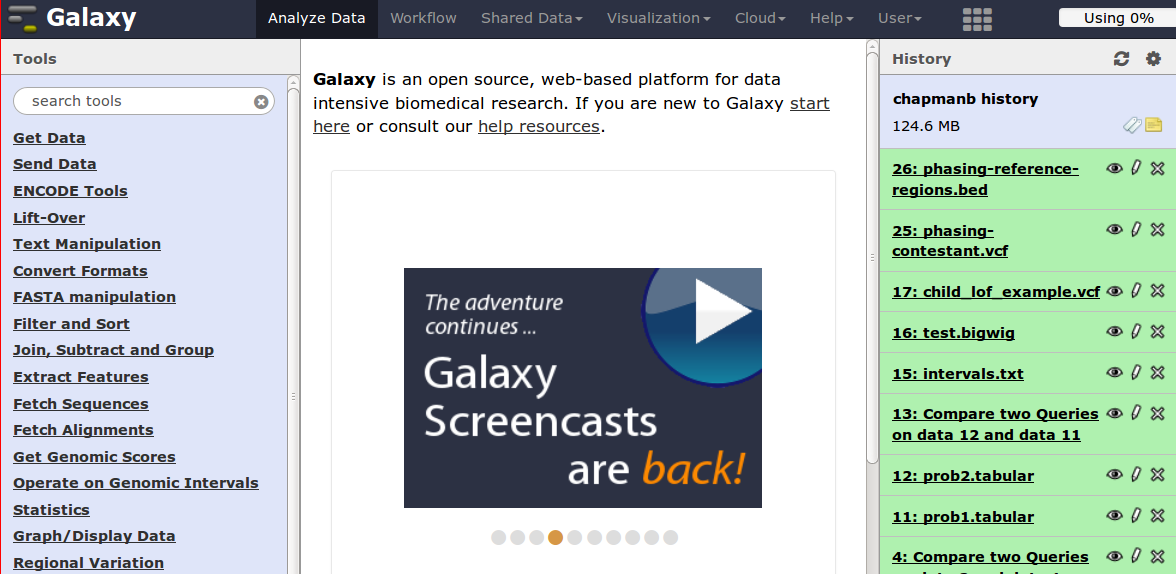 Galaxy
Analyze Data
Workflow
Shared Data
Visualization
Cloud
Help
User
Using 0%
Tools
search tools
Get Data
Send Data
ENCODE Tools
Lift-Over
Text Manipulation
Convert Formats
FASTA manipulation
Filter and Sort
Join, Subtract and Group
Extract Features
Fetch Sequences
Fetch Alignments
Get Genomic Scores
Operate on Genomic Intervals
Statistics
Graph/Display Data
Regional Variation
Galaxy is an open source, web-based platform for data
intensive biomedical research. If you are new to Galaxy start
here or consult our help resources.
The adventure
continues ...
Galaxy
Screencasts
are back!
History
chapmanb history
124.6 MB
26: phasing-reference-
regions.bed
25: phasing-
contestant.vcf
17: child_lof_example.vcf
16: test.bigwig
15: intervals.txt
13: Compare two Queries
on data 12 and data 11
12: prob2.tabular
11: prob1.tabular
4: Compare two Queries